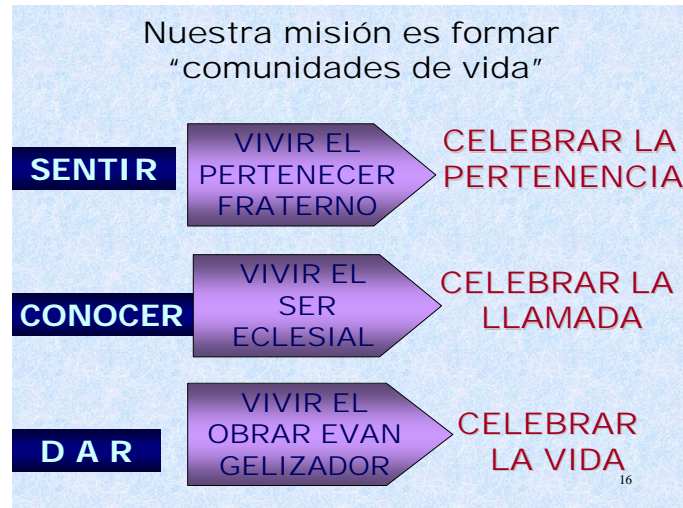 Nuestra misión es formar
“comunidades de vida”
SENTIR
VIVIR EL
PERTENECER
FRATERNO
CELEBRAR LA
PERTENENCIA
CONOCER
VIVIR EL
SER
ECLESIAL
CELEBRAR LA
LLAMADA
D A R
VIVIR EL
OBRAR EVAN
GELIZADOR
CELEBRAR
LA VIDA
16